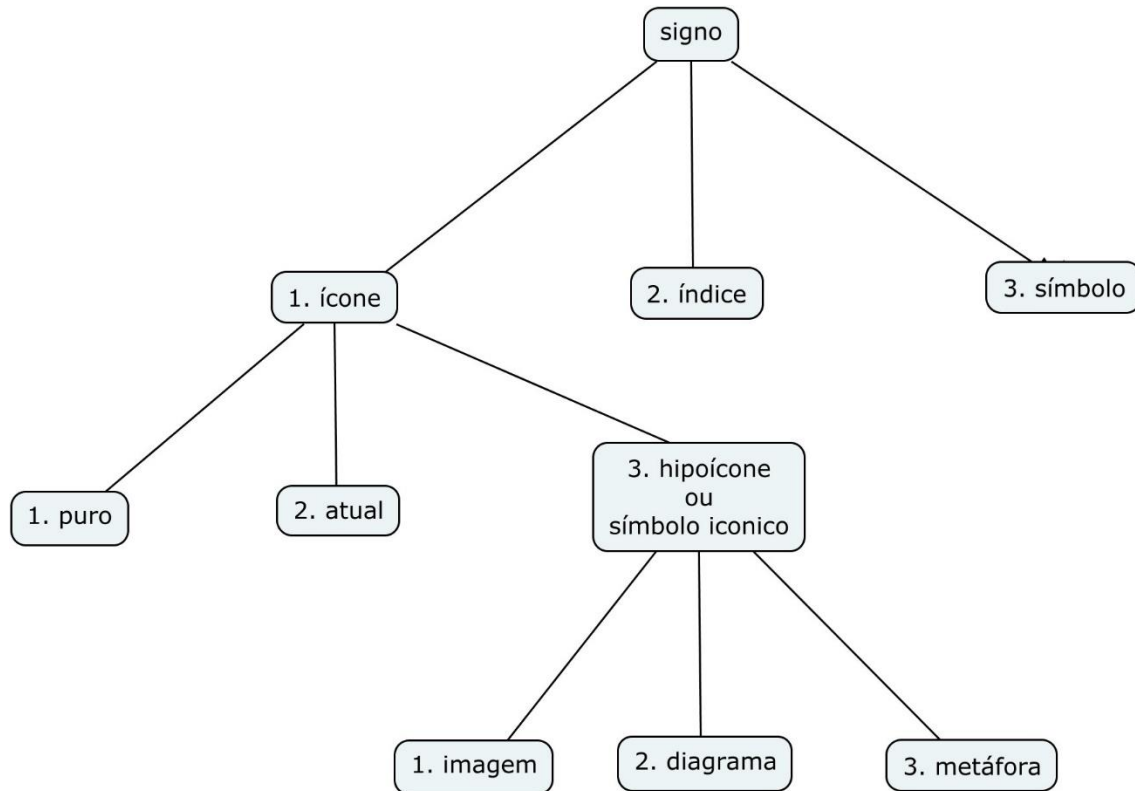 signo
1. ícone
2. índice
3. símbolo
1. puro
2. atual
3. hipoícone
ou
símbolo iconico
1. imagem
2. diagrama
3. metáfora